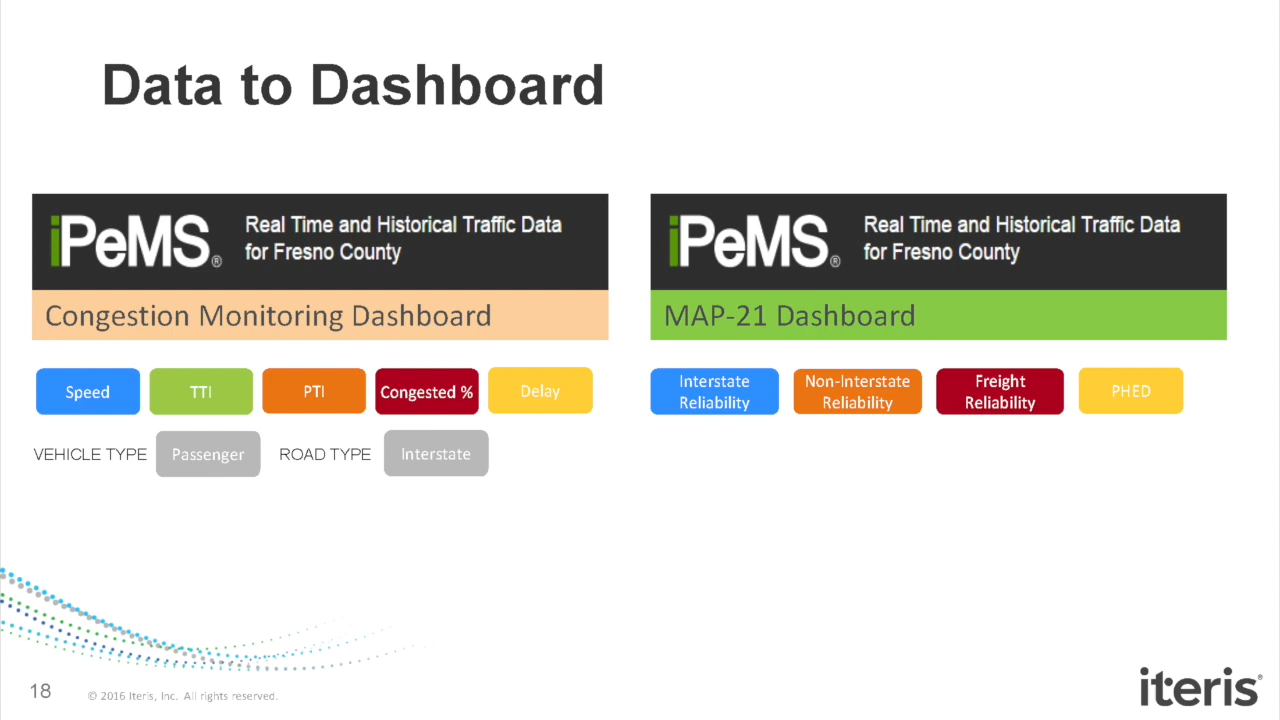 Data to Dashboard
iPeMS®
Real Time and Historical Traffic Data
for Fresno County
Congestion Monitoring Dashboard
Speed
TTI
PTI
Congested %
Delay
VEHICLE TYPE
Passenger
ROAD TYPE
Interstate
iPeMS®
Real Time and Historical Traffic Data
for Fresno County
MAP-21 Dashboard
Interstate
Reliability
Non-Interstate
Reliability
Freight
Reliability
PHED
18
© 2016 Iteris, Inc. All rights reserved.
iteris®